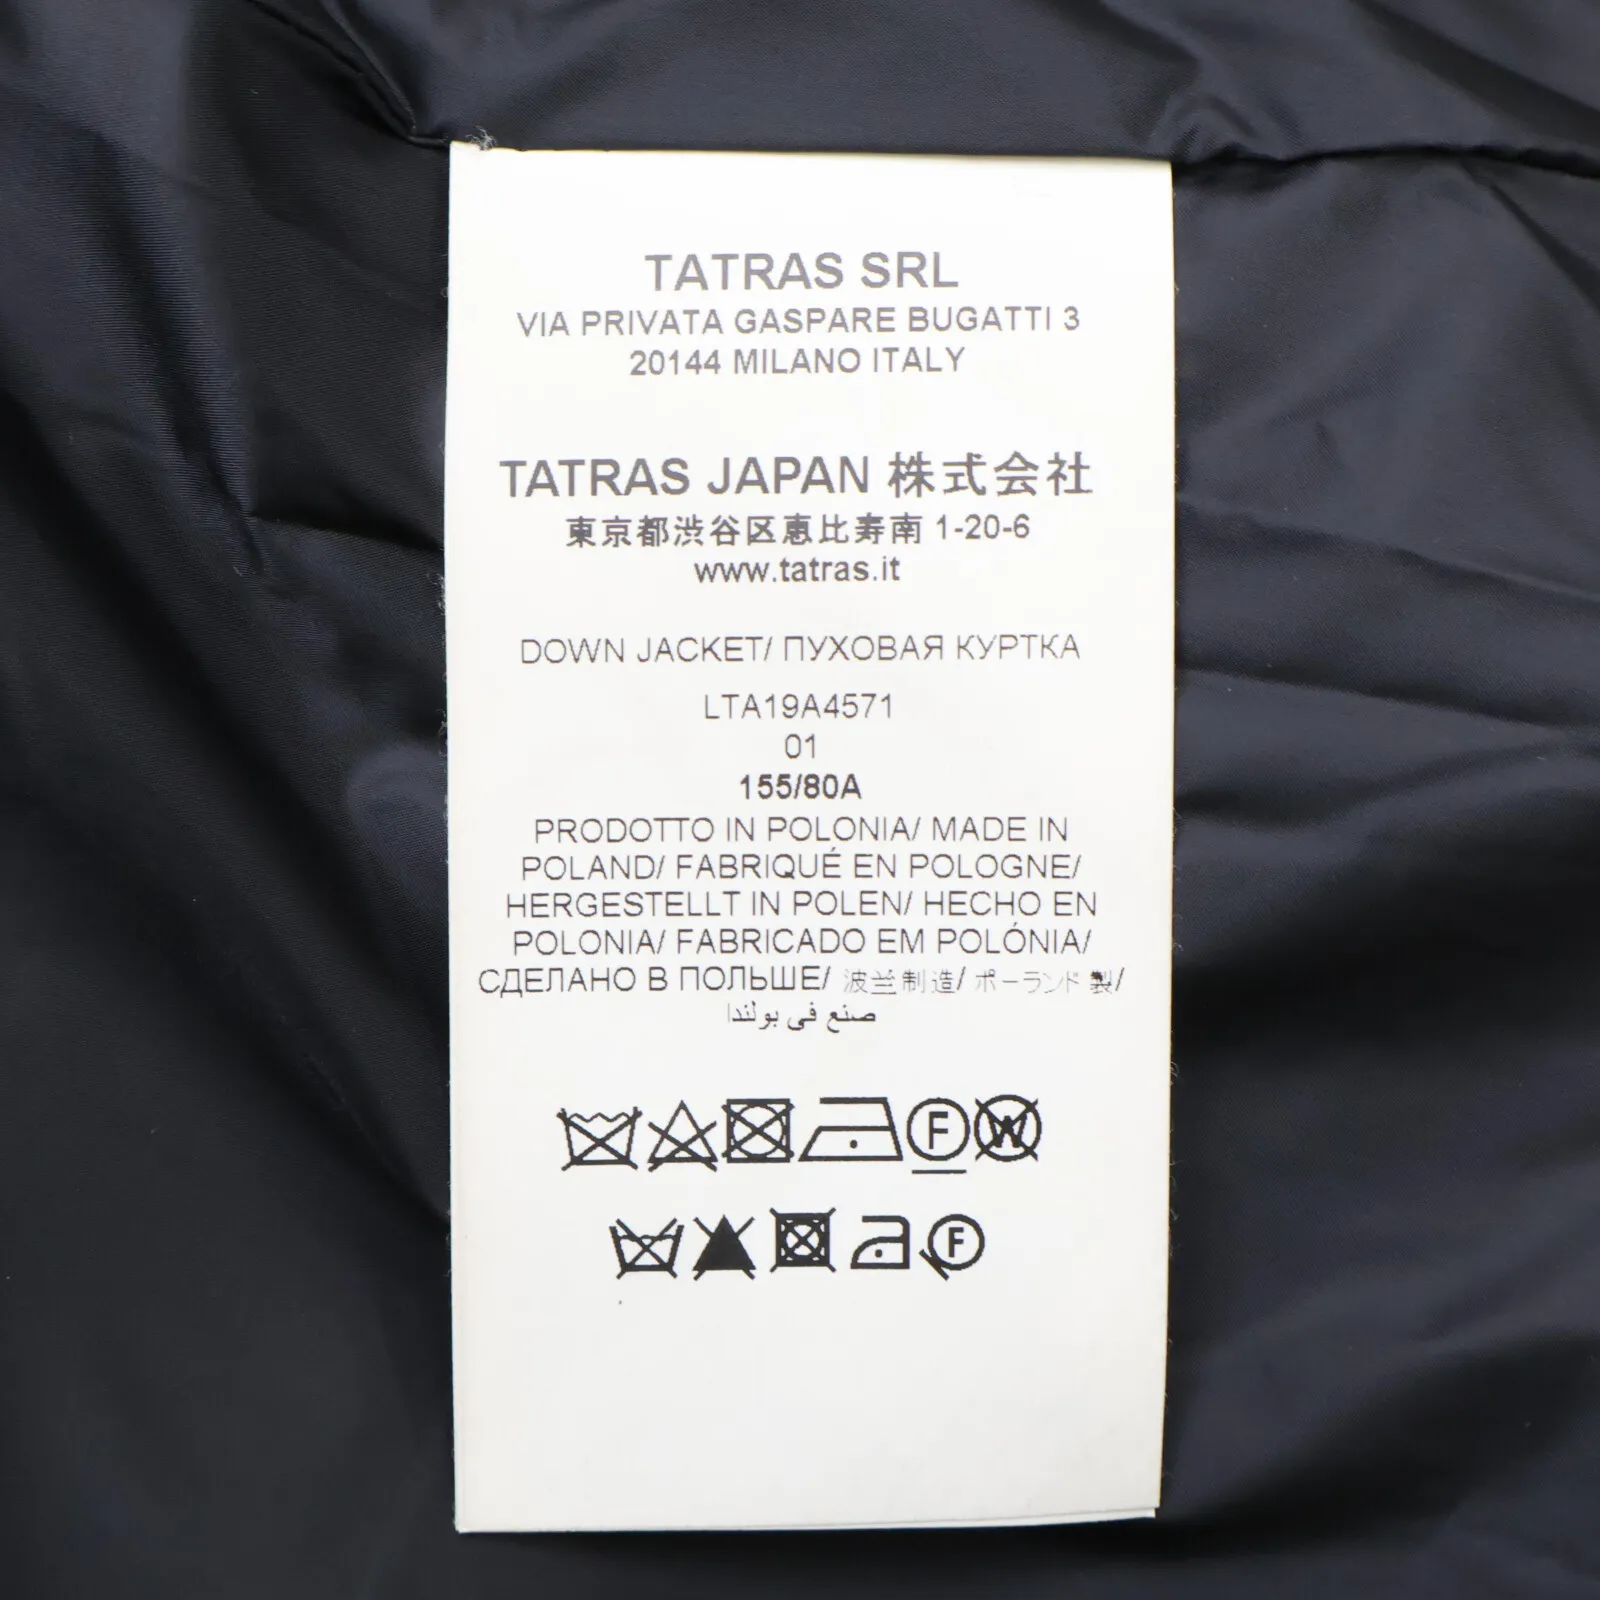 TATRAS SRL
VIA PRIVATA GASPARE BUGATTI 3
20144 MILANO ITALY
TATRAS JAPAN 株式会社
東京都渋谷区恵比寿南 1-20-6
www.tatras.it
DOWN JACKET/ ПУХОВАЯ КУРТКА
LTA19A4571
01
155/80A
PRODOTTO IN POLONIA/ MADE IN
POLAND/ FABRIQUÉ EN POLOGNE/
HERGESTELLT IN POLEN/ HECHO EN
POLONIA/ FABRICADO EM POLÓNIA/
СДЕЛАНО В ПОЛЬШЕ/ 波兰制造/ ポーランド 製/
صنع في بولندا
F W
F